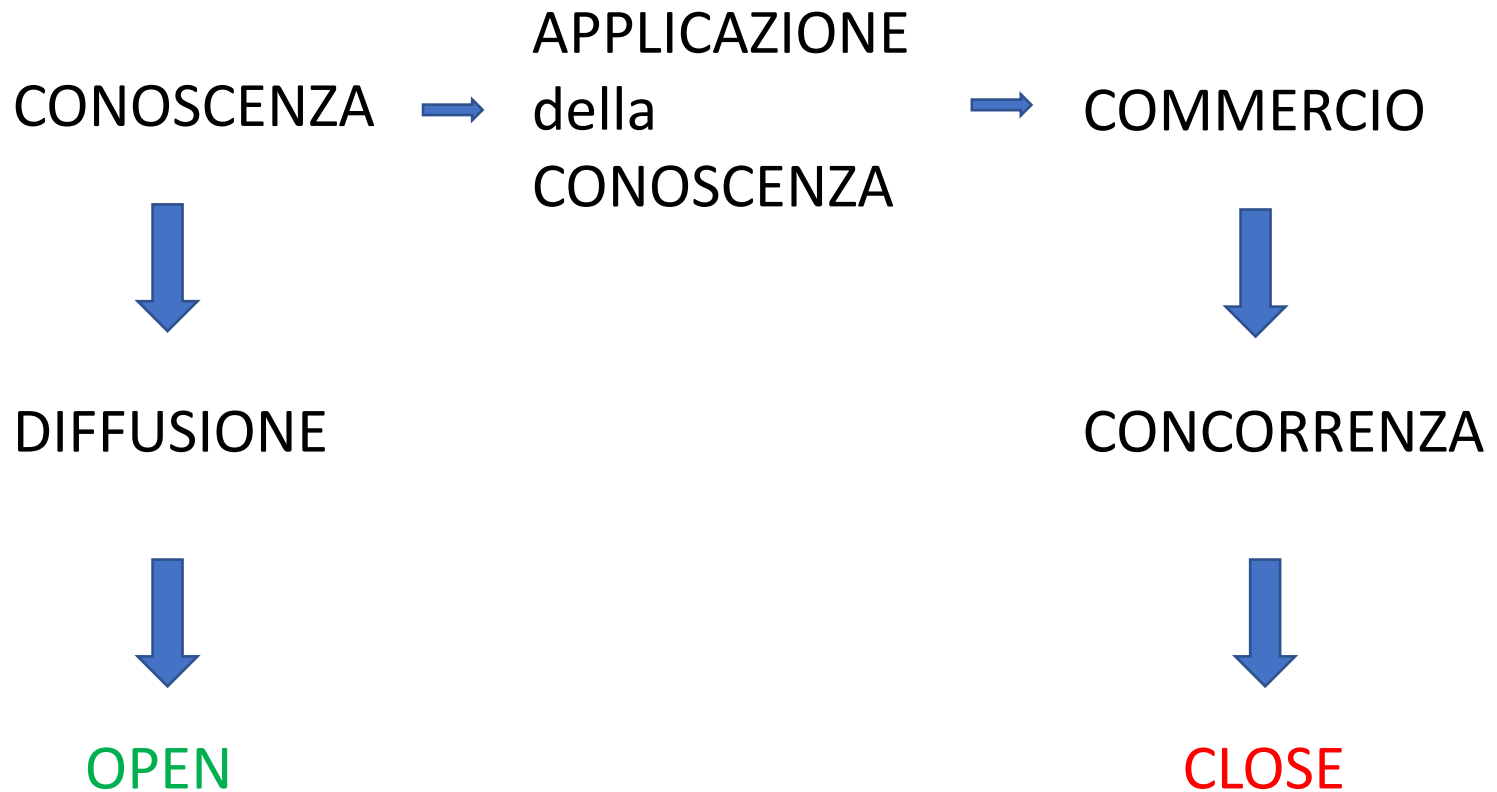 CONOSCENZA
APPLICAZIONE
della
CONOSCENZA
COMMERCIO
DIFFUSIONE
CONCORRENZA
OPEN
CLOSE